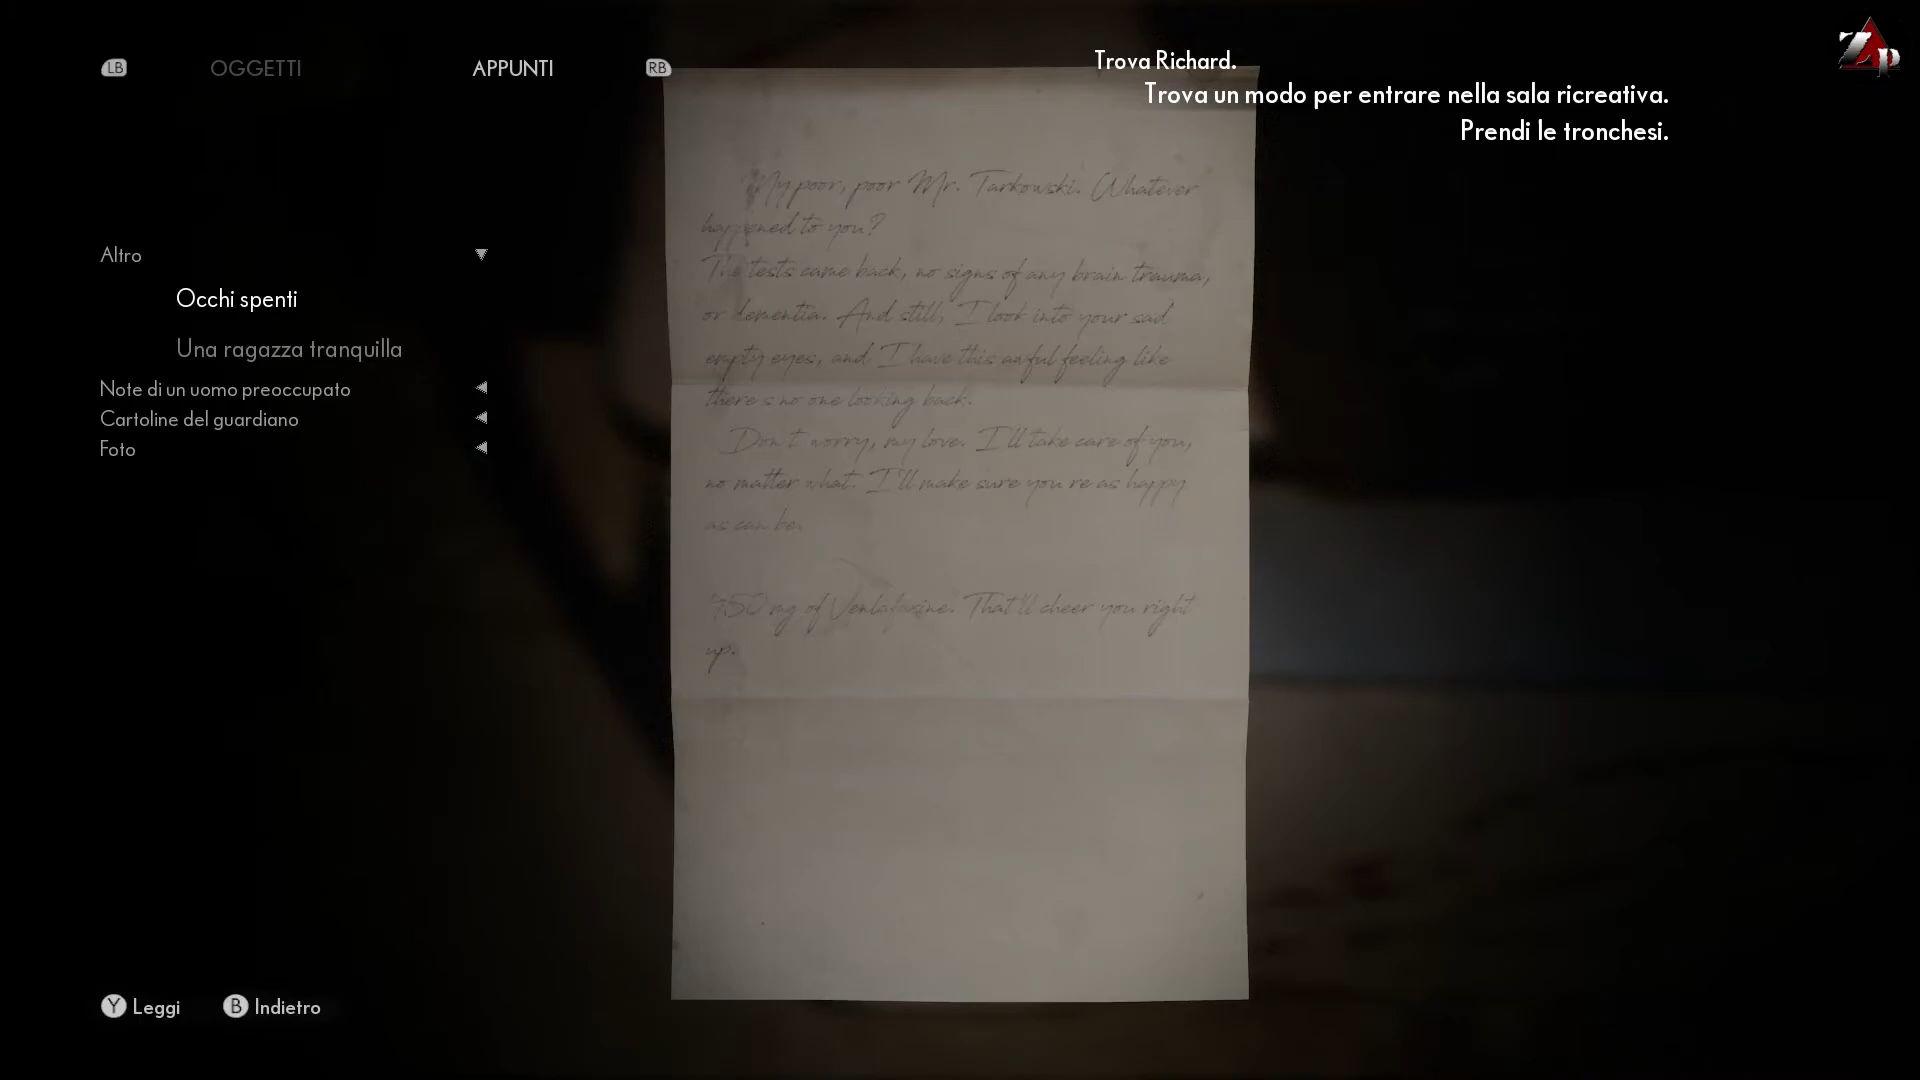 LB
OGGETTI
APPUNTI
RB
Trova Richard.
Trova un modo per entrare nella sala ricreativa.
Prendi le tronchesi.
Zp
Altro
Occhi spenti
Una ragazza tranquilla
Note di un uomo preoccupato
Cartoline del guardiano
Foto
My poor, poor Mr. Tarkowski. Whatever
happened to you?
The tests came back, no signs of any brain trauma,
or dementia. And still, I look into your sad
empty eyes, and I have this awful feeling like
there's no one looking back.
Don't worry, my love. I'll take care of you,
no matter what. I'll make sure you're as happy
as can be.
750 mg of Venlafaxine. That'll cheer you right
up.
Y Leggi
B Indietro